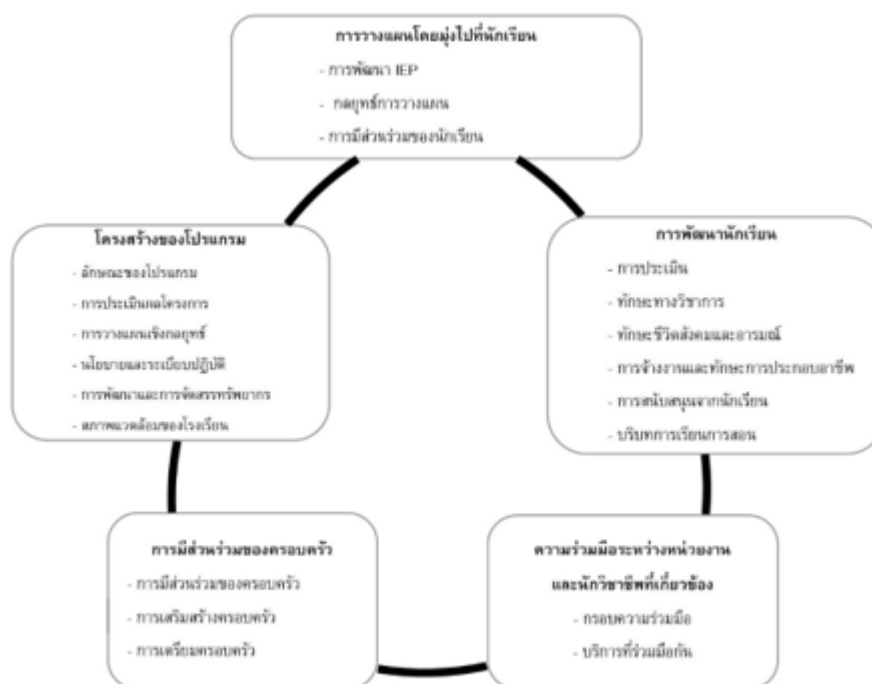 การวางแผนโดยมุ่งไปที่นักเรียน
- การพัฒนา IEP
- กลยุทธ์การวางแผน
- การมีส่วนร่วมของนักเรียน
โครงสร้างของโปรแกรม
- ลักษณะของโปรแกรม
- การประเมินผลโครงการ
- การวางแผนเชิงกลยุทธ์
- นโยบายและระเบียบปฏิบัติ
- การพัฒนาและการจัดสรรทรัพยากร
- สภาพแวดล้อมของโรงเรียน
การพัฒนานักเรียน
- การประเมิน
- ทักษะทางวิชาการ
- ทักษะชีวิตสังคมและอารมณ์
- การจ้างงานและทักษะการประกอบอาชีพ
- การสนับสนุนจากนักเรียน
- บริบทการเรียนการสอน
การมีส่วนร่วมของครอบครัว
- การมีส่วนร่วมของครอบครัว
- การเสริมสร้างครอบครัว
- การเตรียมครอบครัว
ความร่วมมือระหว่างหน่วยงาน
และนักวิชาชีพที่เกี่ยวข้อง
- กรอบความร่วมมือ
- บริการที่ร่วมมือกัน